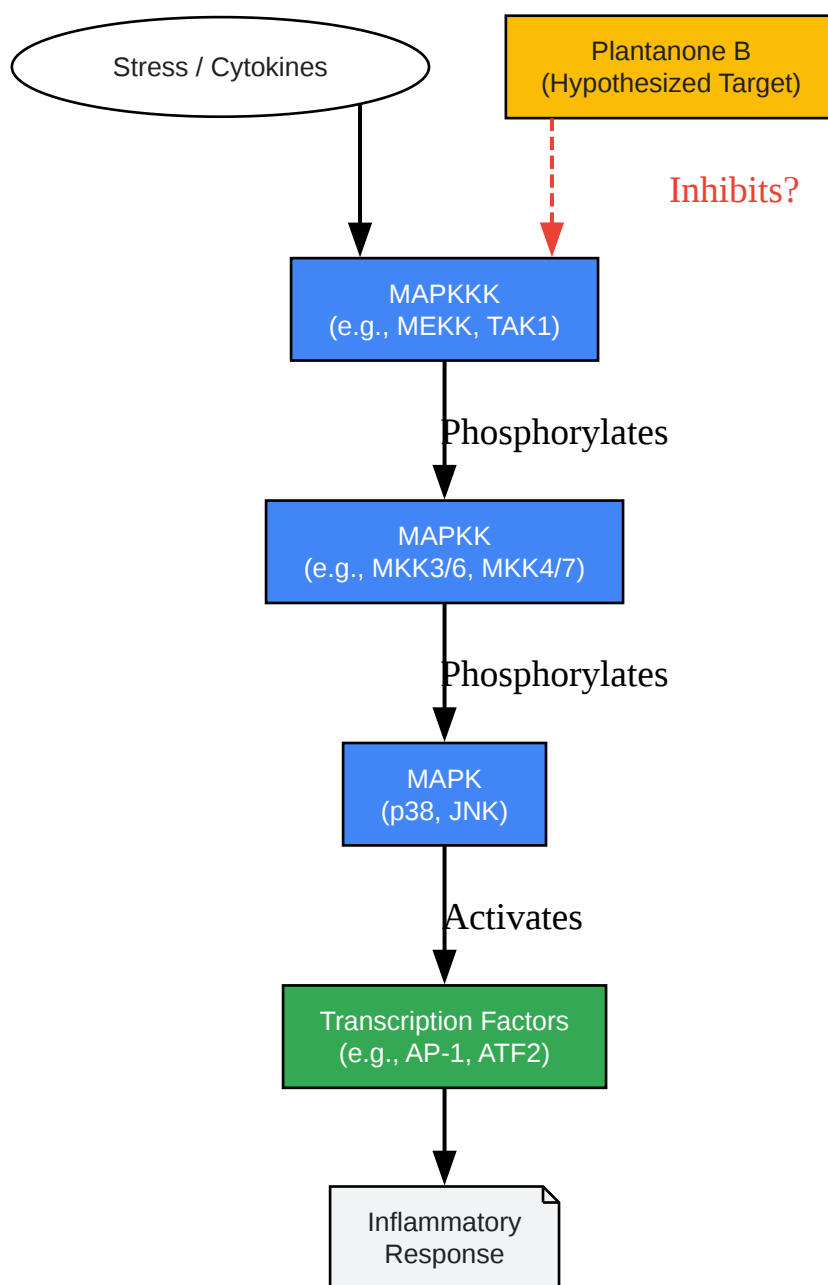 Stress / Cytokines
Plantanone B
(Hypothesized Target)
Inhibits?
MAPKKK
(e.g., MEKK, TAK1)
Phosphorylates
MAPKK
(e.g., MKK3/6, MKK4/7)
Phosphorylates
MAPK
(p38, JNK)
Activates
Transcription Factors
(e.g., AP-1, ATF2)
Inflammatory
Response